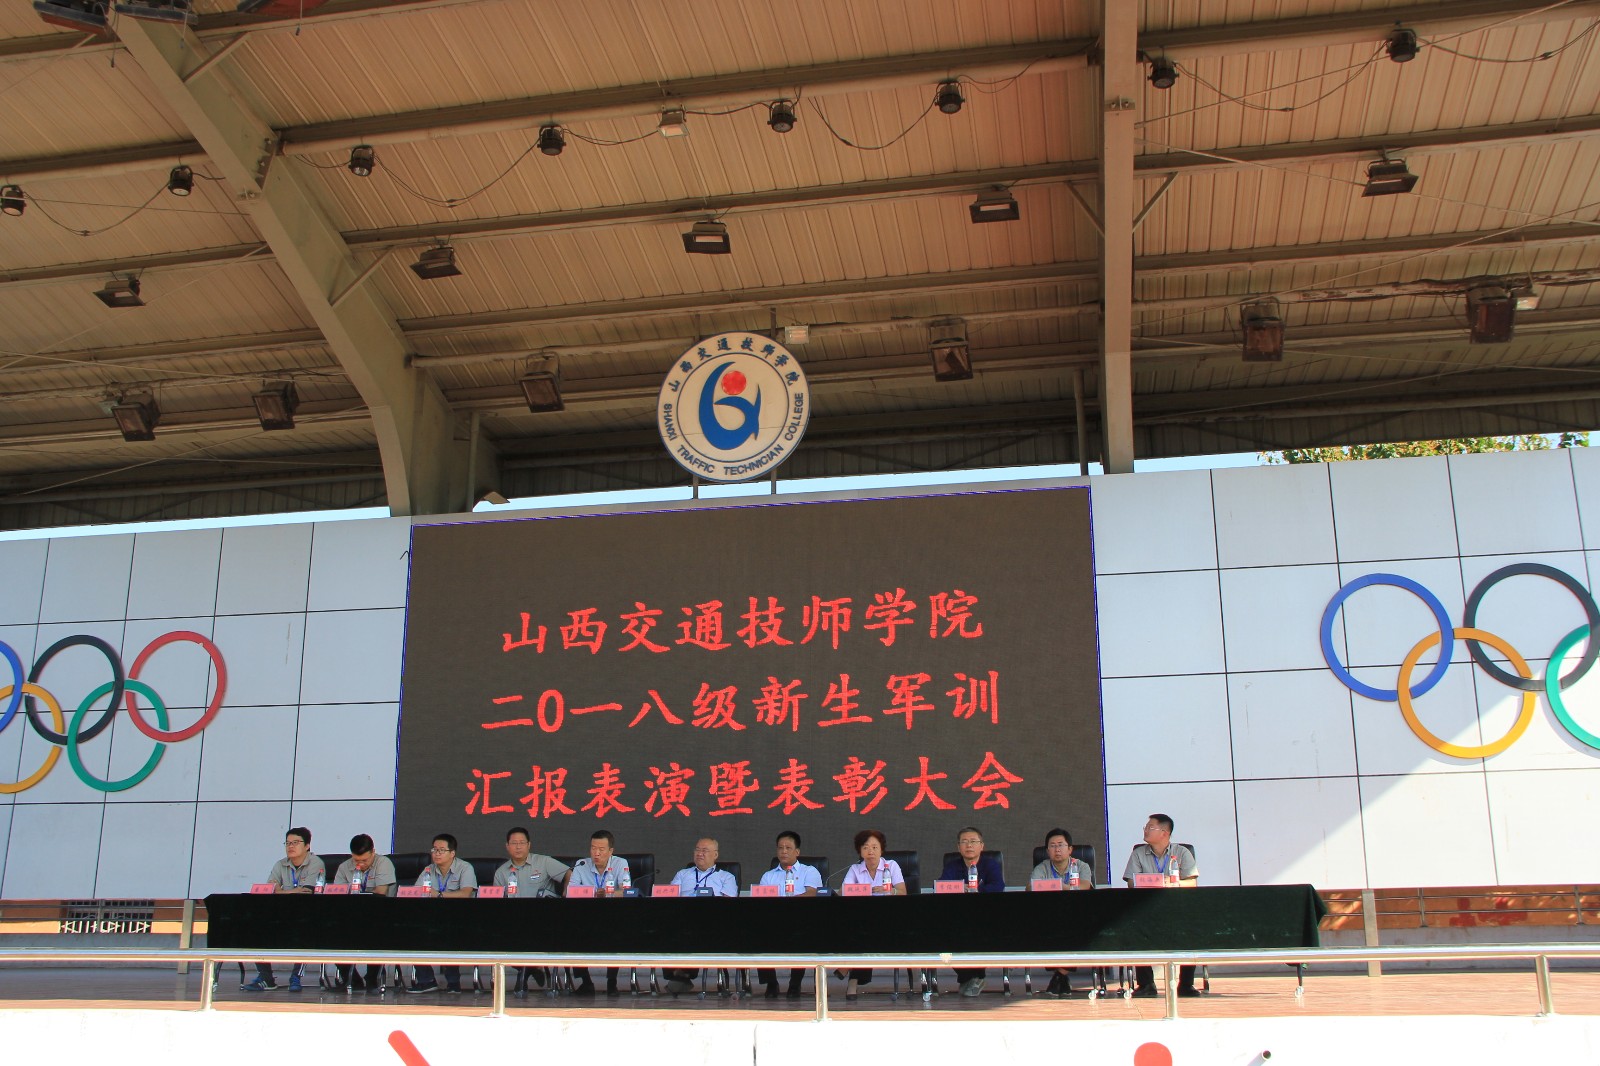 山西交通技师学院
SHANXI TRAFFIC TECHNICIAN COLLEGE
山西交通技师学院
二0一八级新生军训
汇报表演暨表彰大会